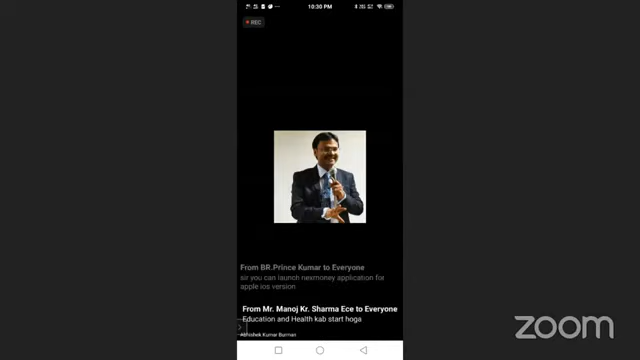 10:30 PM
REC
From BR.Prince Kumar to Everyone
sir you can launch nexmoney application for
apple ios version
From Mr. Manoj Kr. Sharma Ece to Everyone
Education and Health kab start hoga
Abhishek Kumar Burman
zoom